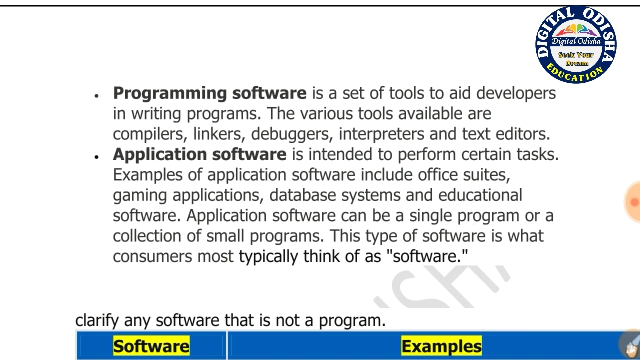 DIGITAL ODISHA
Digital Odisha
Seek Your
Dream
EDUCATION
• Programming software is a set of tools to aid developers
in writing programs. The various tools available are
compilers, linkers, debuggers, interpreters and text editors.
• Application software is intended to perform certain tasks.
Examples of application software include office suites,
gaming applications, database systems and educational
software. Application software can be a single program or a
collection of small programs. This type of software is what
consumers most typically think of as "software."
clarify any software that is not a program.
Software Examples